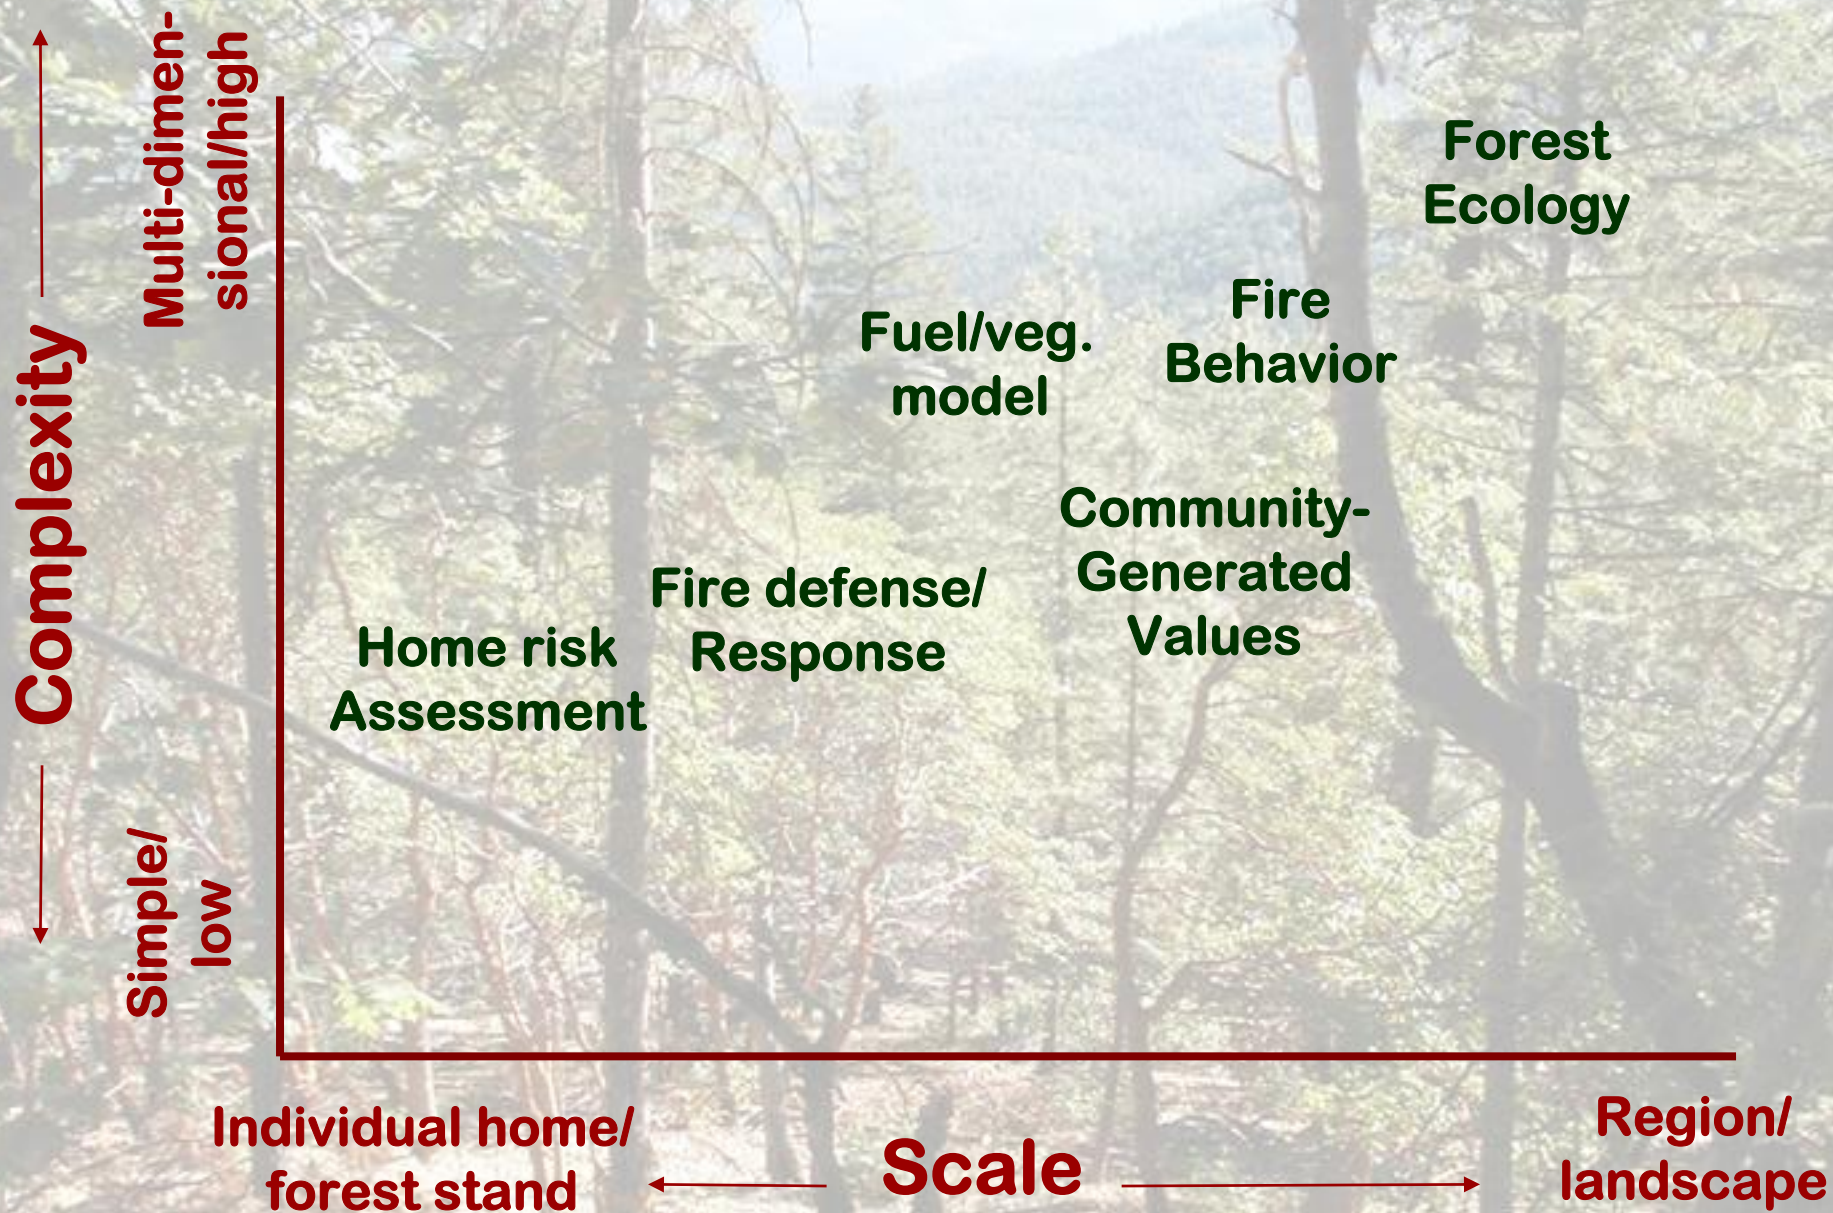 Multi-dimen-
sional/high
Complexity
Simple/
low
Forest
Ecology
Fire
Behavior
Fuel/veg.
model
Community-
Generated
Values
Fire defense/
Response
Home risk
Assessment
Individual home/
forest stand
Scale
Region/
landscape